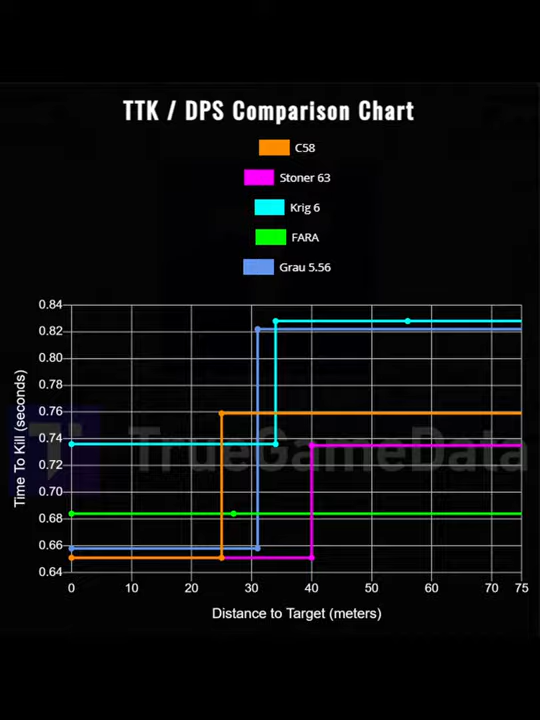 TTK / DPS Comparison Chart
C58
Stoner 63
Krig 6
FARA
Grau 5.56
0.84
0.82
0.80
0.78
0.76
0.74
0.72
0.70
0.68
0.66
0.64
Time To Kill (seconds)
TrueGameData
0 10 20 30 40 50 60 70 75
Distance to Target (meters)